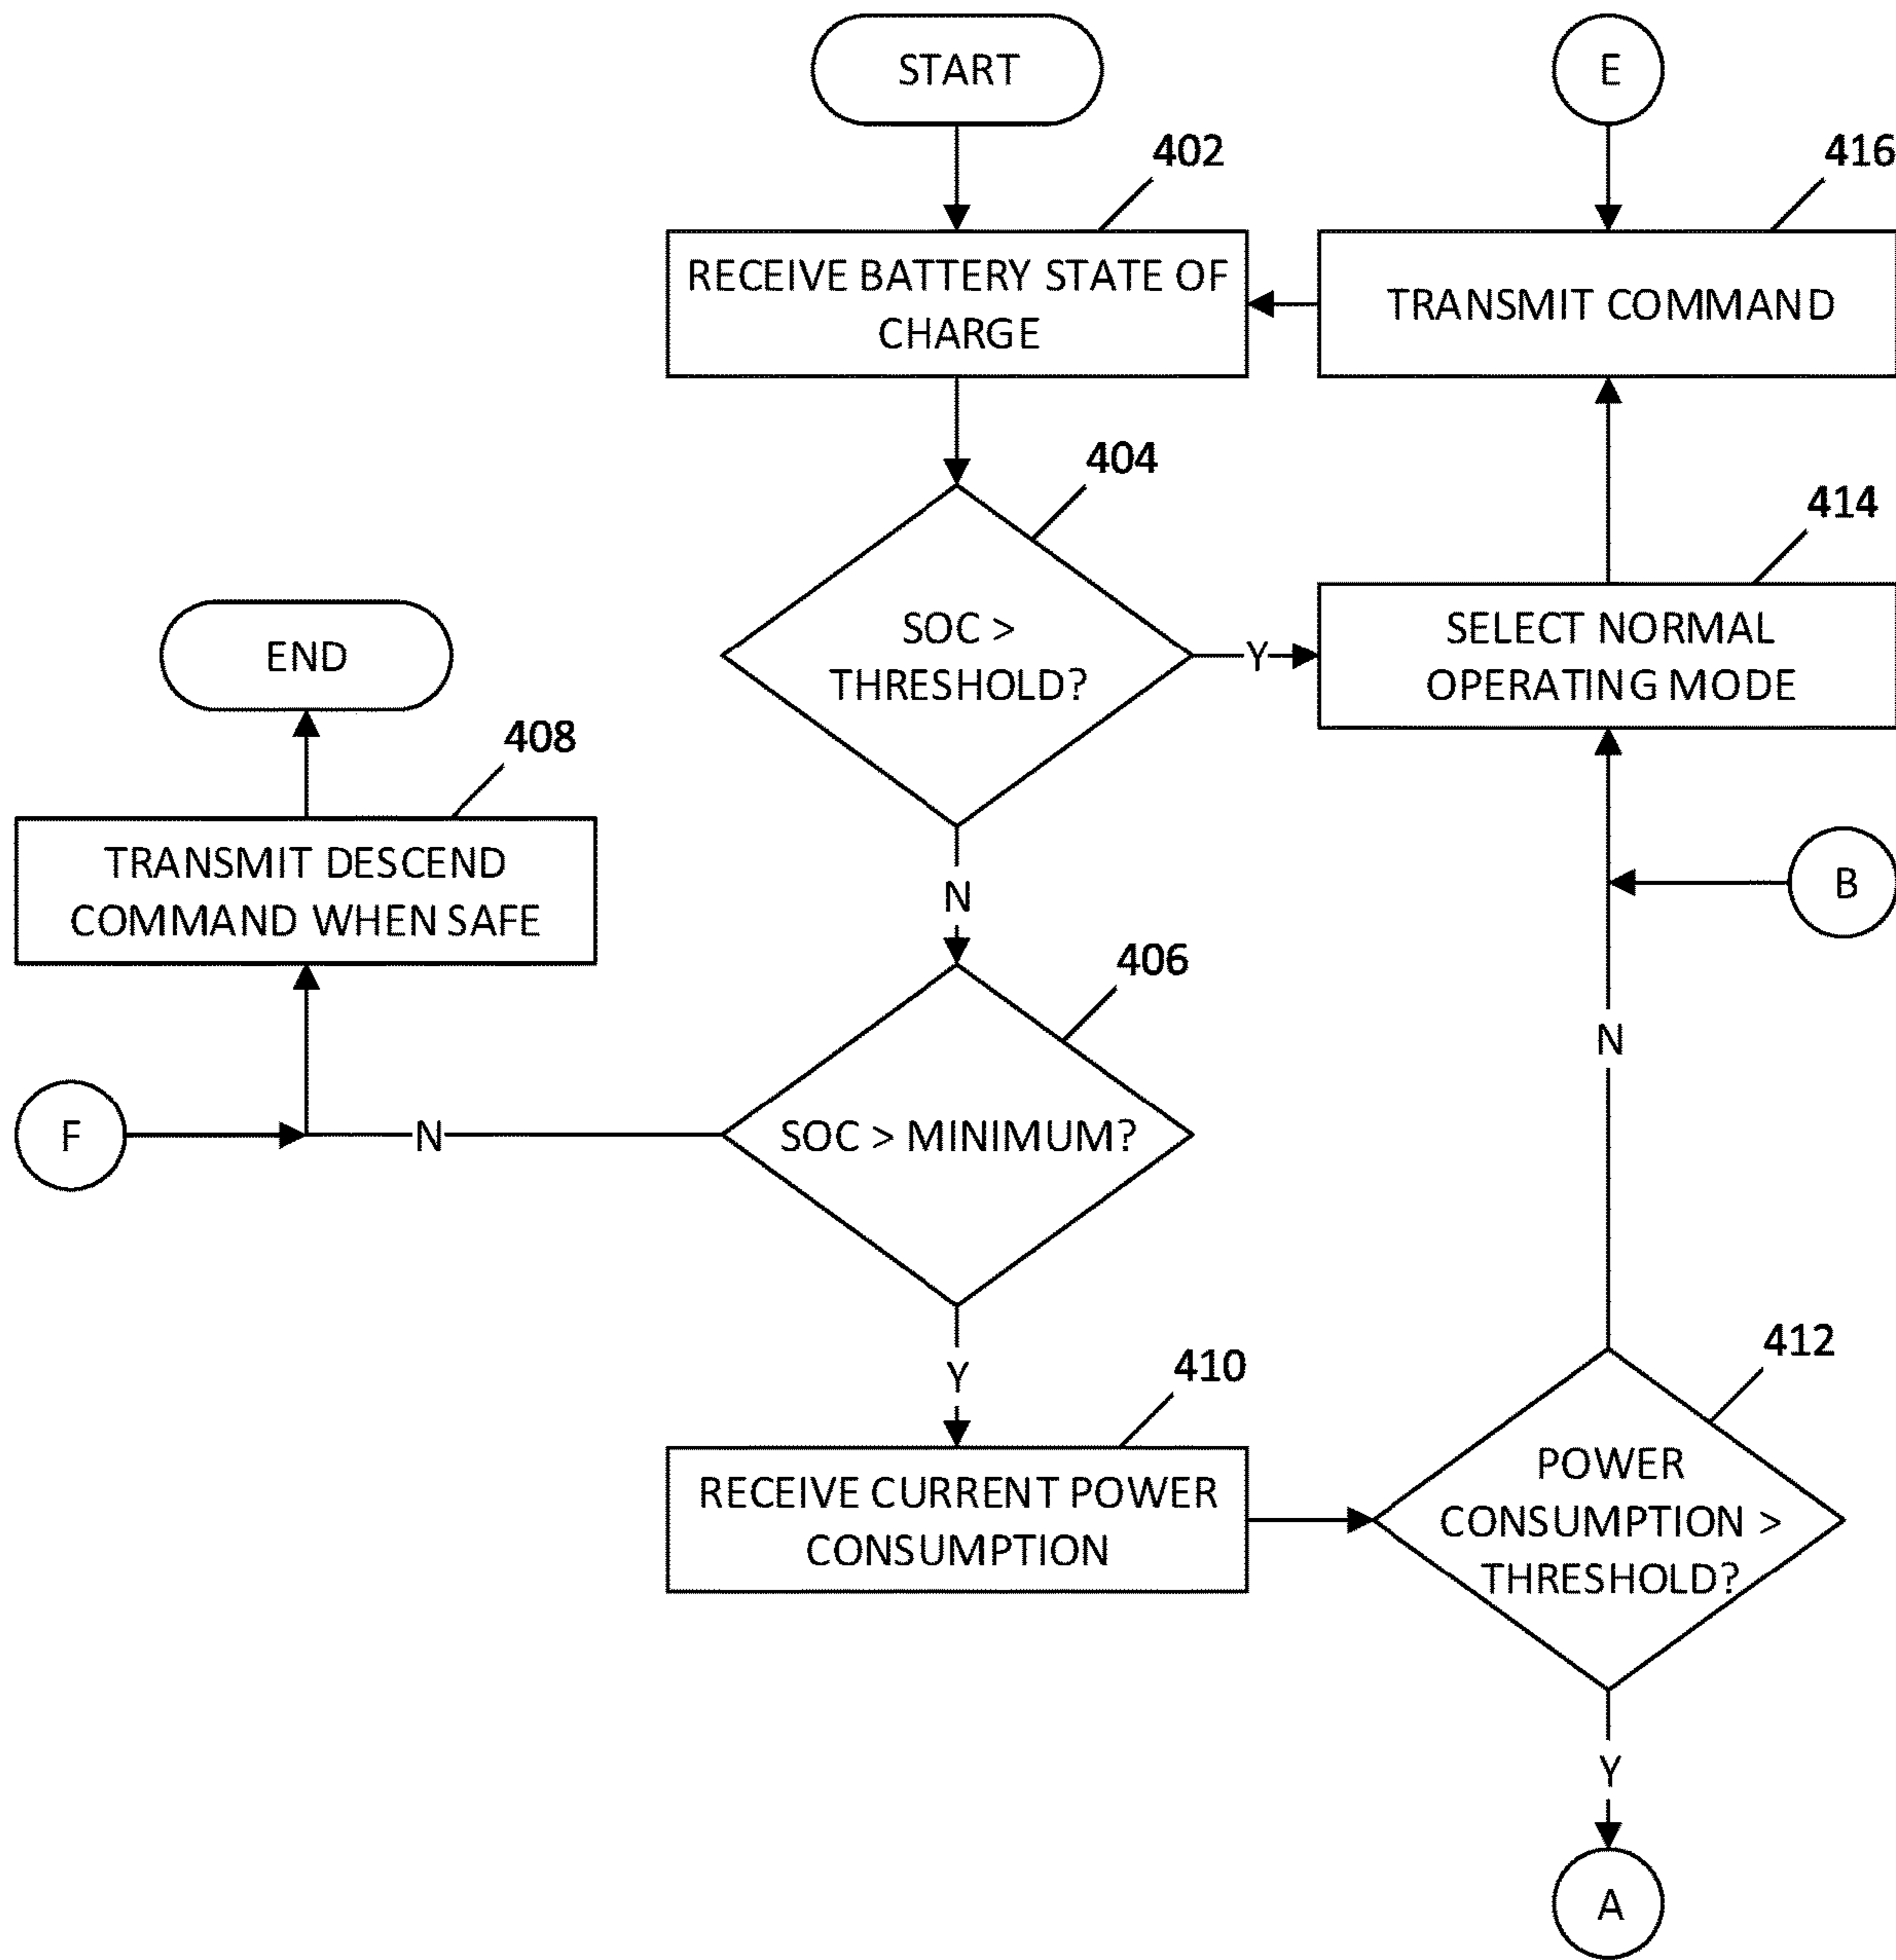 START
E
402
416
RECEIVE BATTERY STATE OF
CHARGE
TRANSMIT COMMAND
404
414
SOC >
THRESHOLD?
Y
SELECT NORMAL
OPERATING MODE
END
408
TRANSMIT DESCEND
COMMAND WHEN SAFE
N
B
406
N
F
N
SOC > MINIMUM?
Y
410
412
RECEIVE CURRENT POWER
CONSUMPTION
POWER
CONSUMPTION >
THRESHOLD?
Y
A